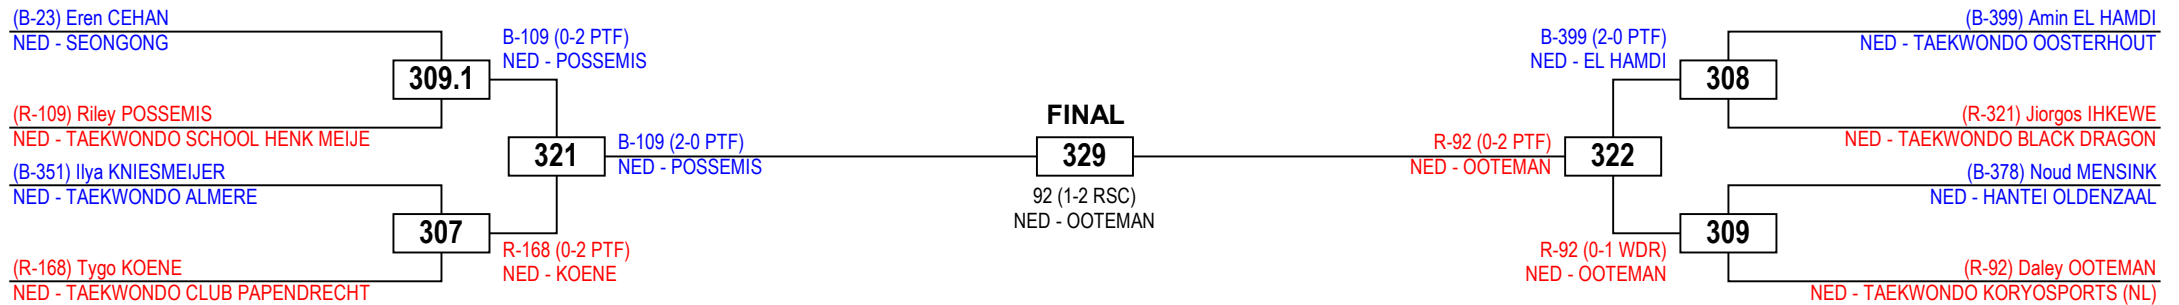 (B-23) Eren CEHAN
NED - SEONGONG
(R-109) Riley POSSEMIS
NED - TAEKWONDO SCHOOL HENK MEIJE
(B-351) Ilya KNIESMEIJER
NED - TAEKWONDO ALMERE
(R-168) Tygo KOENE
NED - TAEKWONDO CLUB PAPENDRECHT
309.1
307
B-109 (0-2 PTF)
NED - POSSEMIS
R-168 (0-2 PTF)
NED - KOENE
321
B-109 (2-0 PTF)
NED - POSSEMIS
FINAL
329
92 (1-2 RSC)
NED - OOTEMAN
R-92 (0-2 PTF)
NED - OOTEMAN
322
B-399 (2-0 PTF)
NED - EL HAMDI
R-92 (0-1 WDR)
NED - OOTEMAN
308
309
(B-399) Amin EL HAMDI
NED - TAEKWONDO OOSTERHOUT
(R-321) Jiorgos IHKEWE
NED - TAEKWONDO BLACK DRAGON
(B-378) Noud MENSINK
NED - HANTEI OLDENZAAL
(R-92) Daley OOTEMAN
NED - TAEKWONDO KORYOSPORTS (NL)